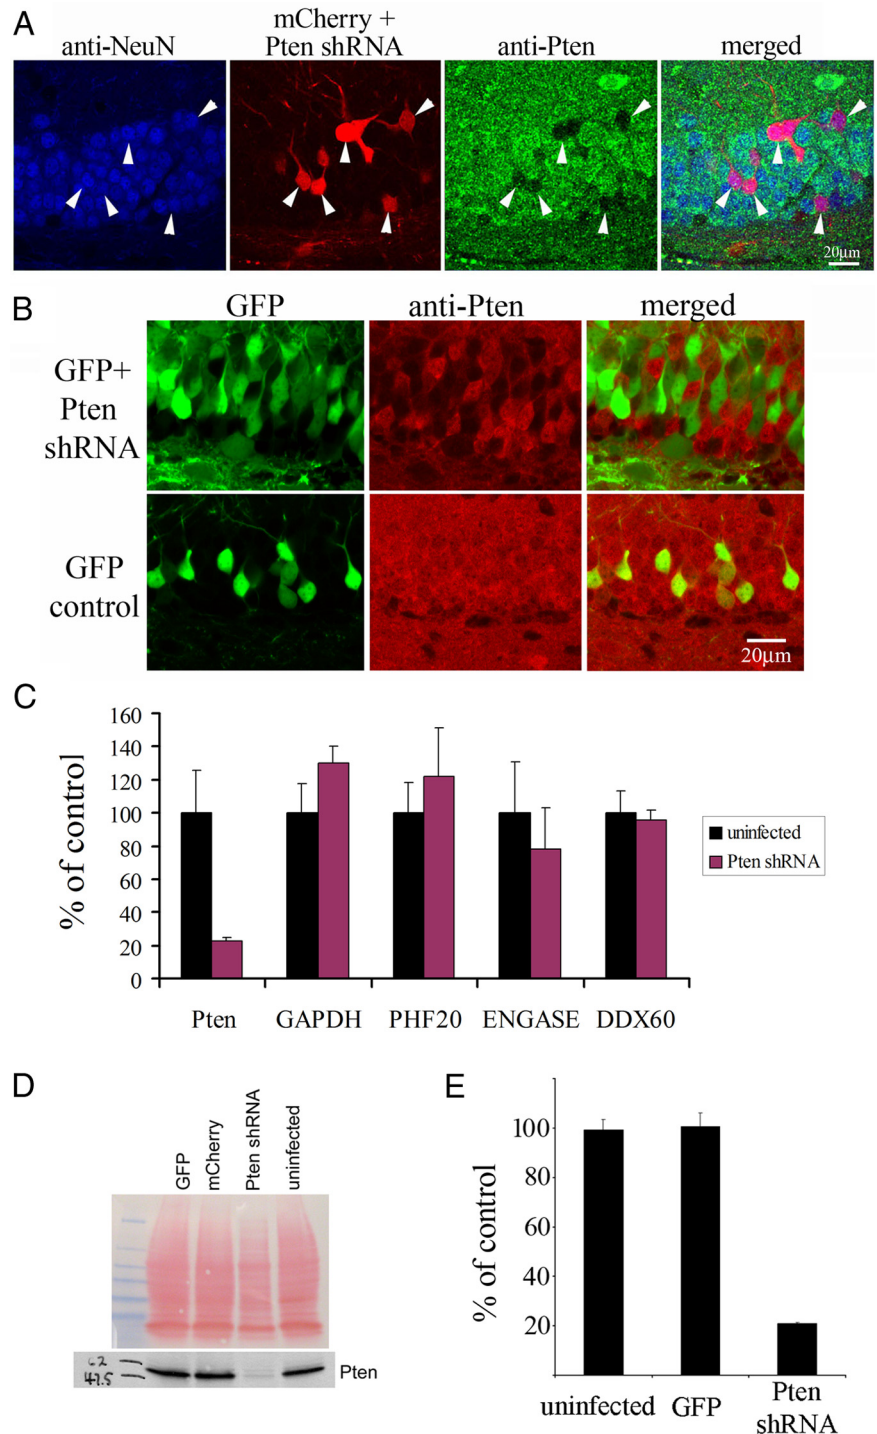 A
anti-NeuN
mCherry +
Pten shRNA
anti-Pten
merged
20µm
B
GFP
anti-Pten
merged
GFP+
Pten
shRNA
GFP
control
20µm
C
% of control
160
140
120
100
80
60
40
20
0
Pten
GAPDH
PHF20
ENGASE
DDX60
uninfected
Pten shRNA
D
GFP
mCherry
Pten shRNA
uninfected
62
47.5
Pten
E
% of control
100
80
60
40
20
uninfected
GFP
Pten
shRNA